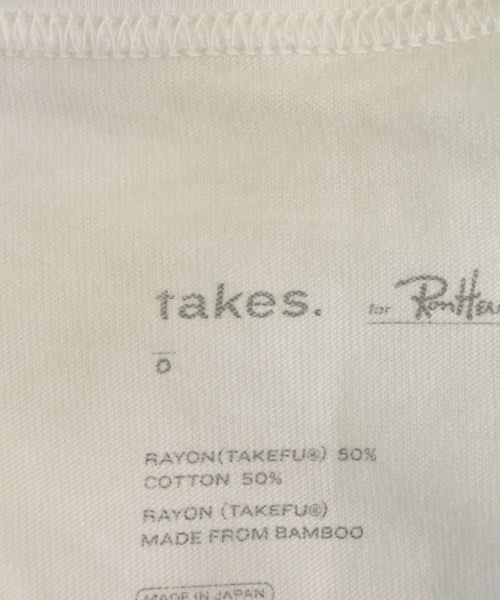 takes. for
0
RAYON(TAKEFU®) 50%
COTTON 50%
RAYON (TAKEFU®)
MADE FROM BAMBOO
MADE IN JAPAN